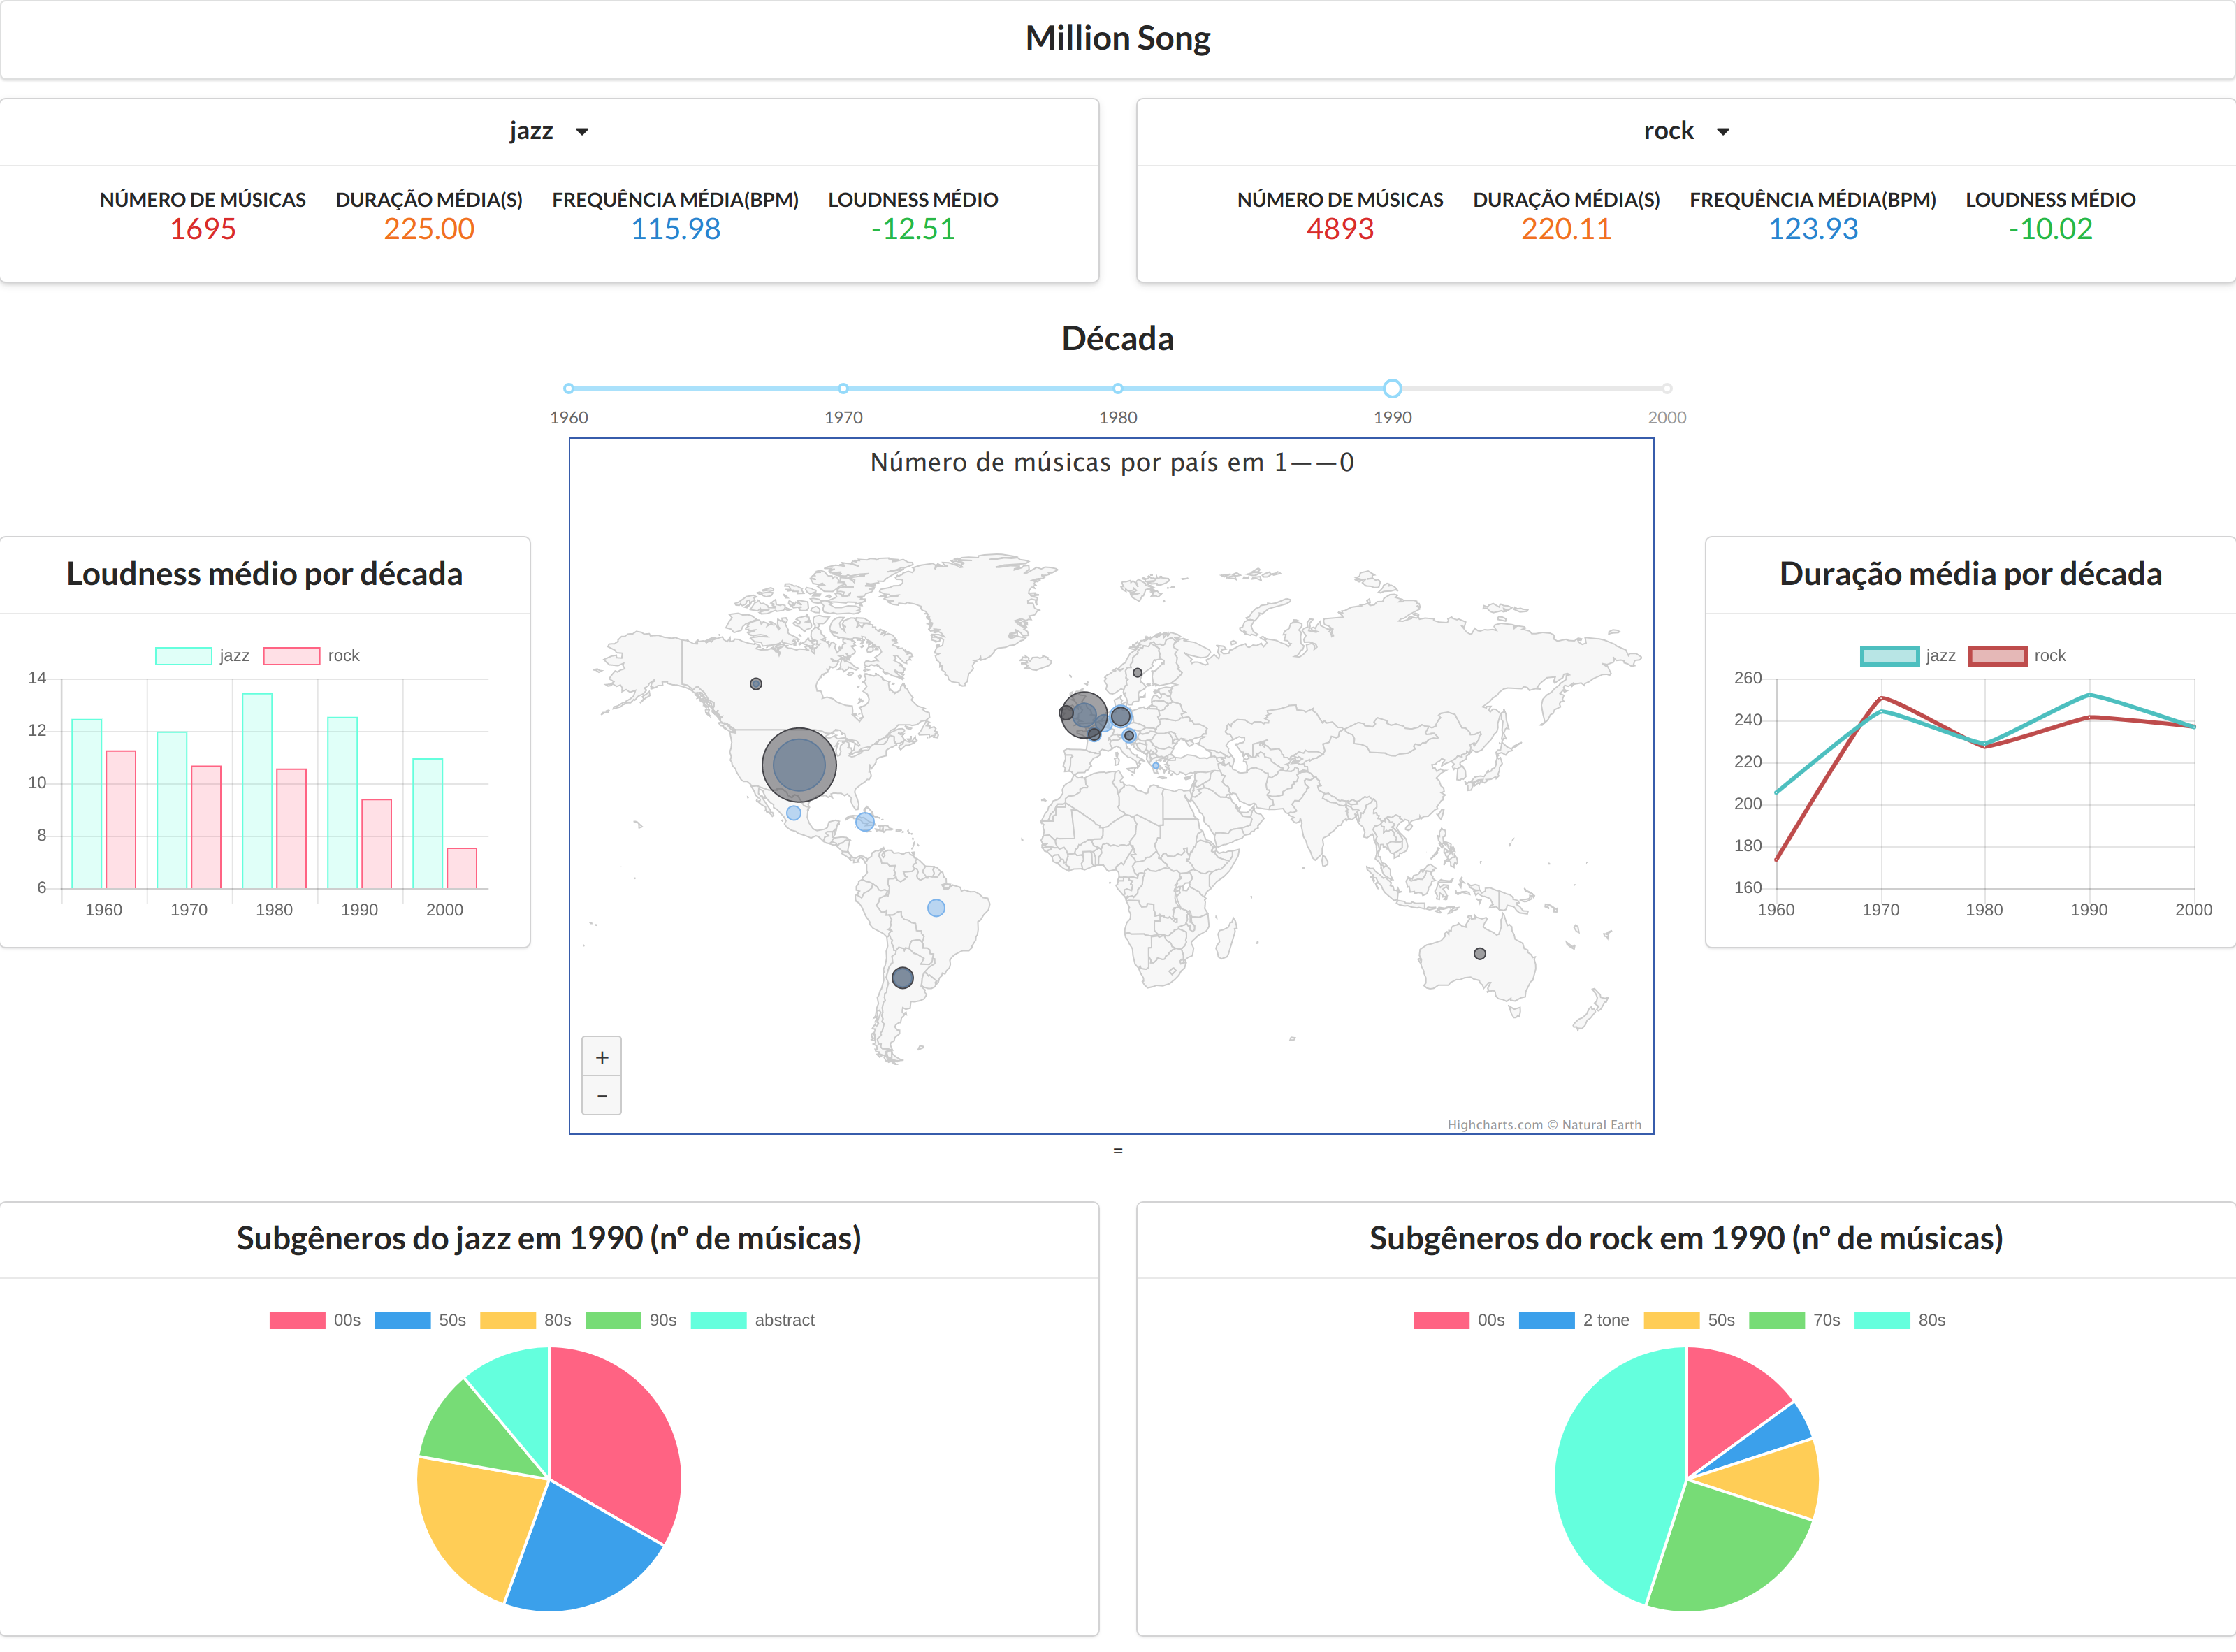 Million Song
jazz
rock
NÚMERO DE MÚSICAS DURAÇÃO MÉDIA(S) FREQUÊNCIA MÉDIA(BPM) LOUDNESS MÉDIO
1695 225.00 115.98 -12.51
NÚMERO DE MÚSICAS DURAÇÃO MÉDIA(S) FREQUÊNCIA MÉDIA(BPM) LOUDNESS MÉDIO
4893 220.11 123.93 -10.02
Década
1960 1970 1980 1990 2000
Número de músicas por país em 1——0
+
−
Highcharts.com © Natural Earth
=
Loudness médio por década
jazz rock
14
12
10
8
6
1960 1970 1980 1990 2000
Duração média por década
jazz rock
260
240
220
200
180
160
1960 1970 1980 1990 2000
Subgêneros do jazz em 1990 (nº de músicas)
00s 50s 80s 90s abstract
Subgêneros do rock em 1990 (nº de músicas)
00s 2 tone 50s 70s 80s